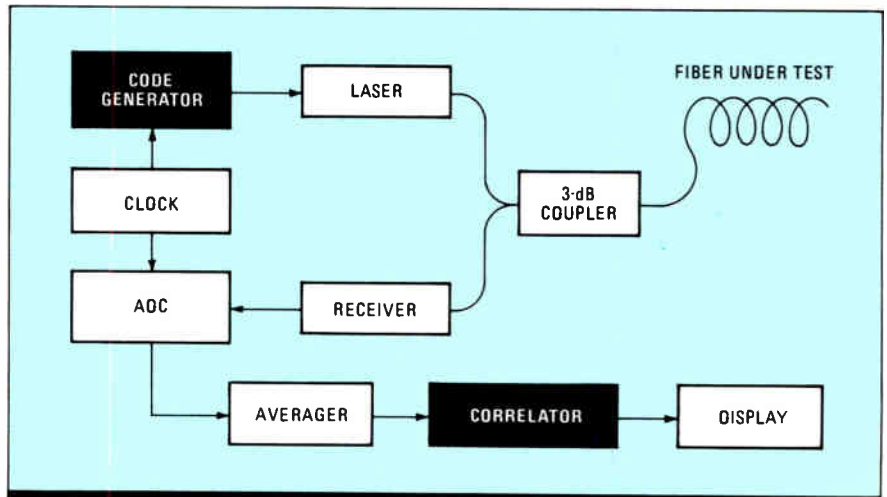 CODE
GENERATOR
LASER
FIBER UNDER TEST
CLOCK
3-dB
COUPLER
ADC
RECEIVER
AVERAGER
CORRELATOR
DISPLAY